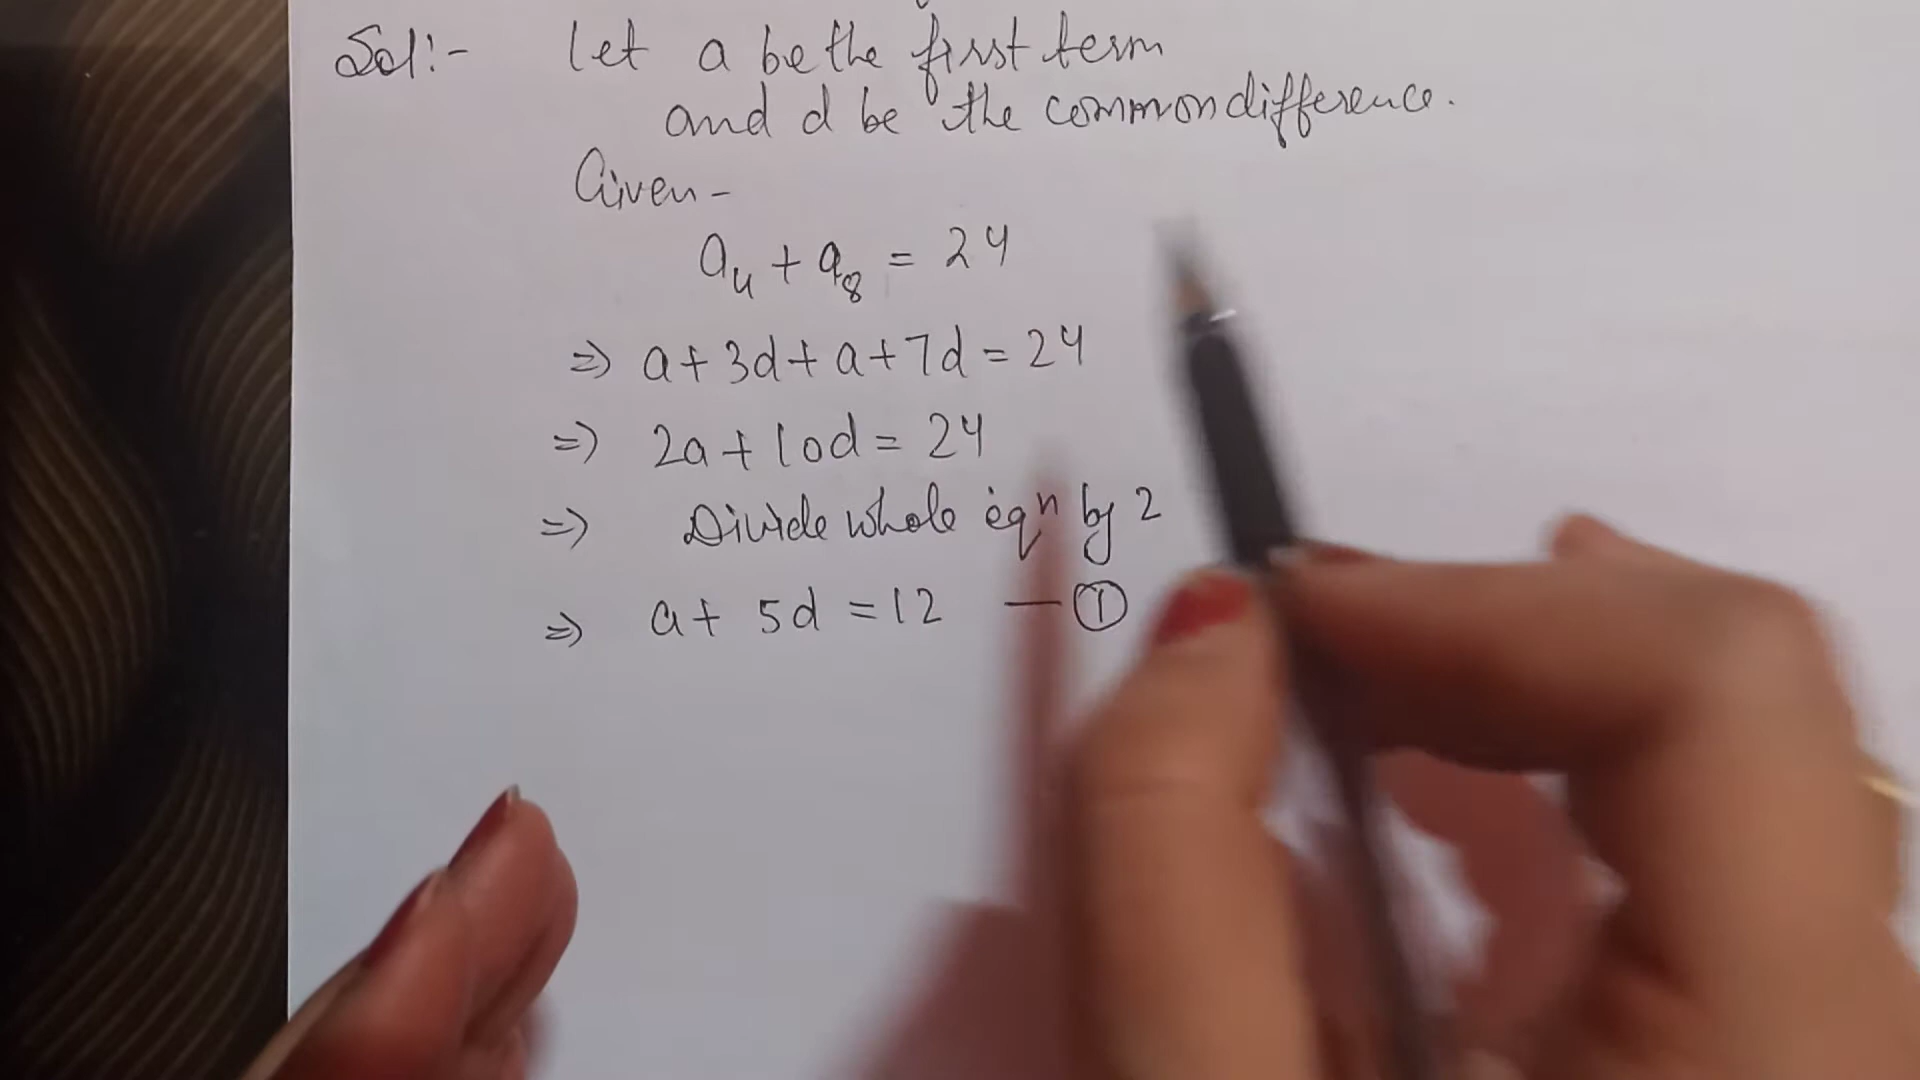 Sol:- let a be the first term
and d be the common difference.
Given-
a₄ + a₈ = 24
⇒ a + 3d + a + 7d = 24
⇒ 2a + 10d = 24
⇒ Divide whole eqⁿ by 2
⇒ a + 5d = 12 — ①